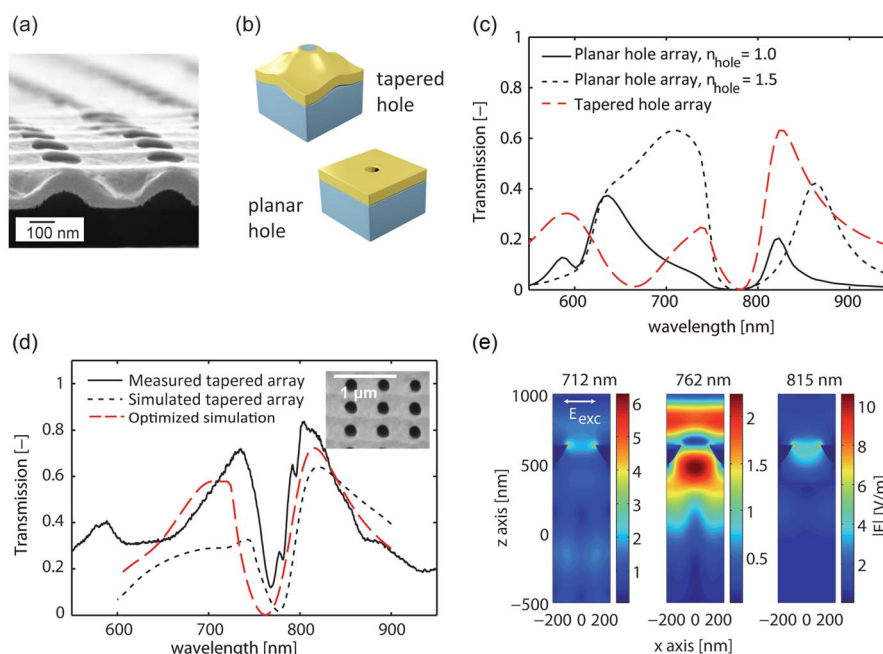 (a)
100 nm
(b)
tapered
hole
planar
hole
(c)
1
0.8
0.6
0.4
0.2
0
Transmission [–]
Planar hole array, nhole = 1.0
Planar hole array, nhole = 1.5
Tapered hole array
600
700
800
900
wavelength [nm]
(d)
1
0.8
0.6
0.4
0.2
0
Transmission [–]
Measured tapered array
Simulated tapered array
Optimized simulation
1 µm
600
700
800
900
wavelength [nm]
(e)
712 nm
762 nm
815 nm
1000
500
0
−500
z axis [nm]
Eexc
6
5
4
3
2
1
2
1.5
1
0.5
10
8
6
4
2
|E| [V/m]
−200 0 200
−200 0 200
−200 0 200
x axis [nm]